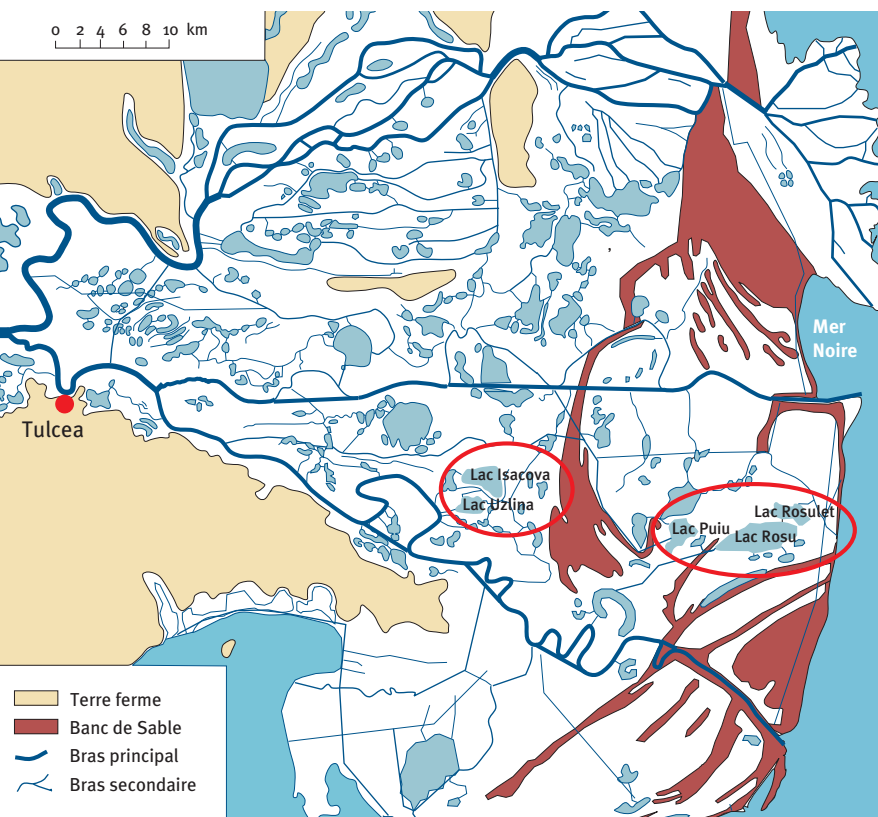 0 2 4 6 8 10 km
Mer
Noire
Tulcea
Lac Isacova
Lac Uzlina
Lac Rosulet
Lac Puiu
Lac Rosu
Terre ferme
Banc de Sable
Bras principal
Bras secondaire